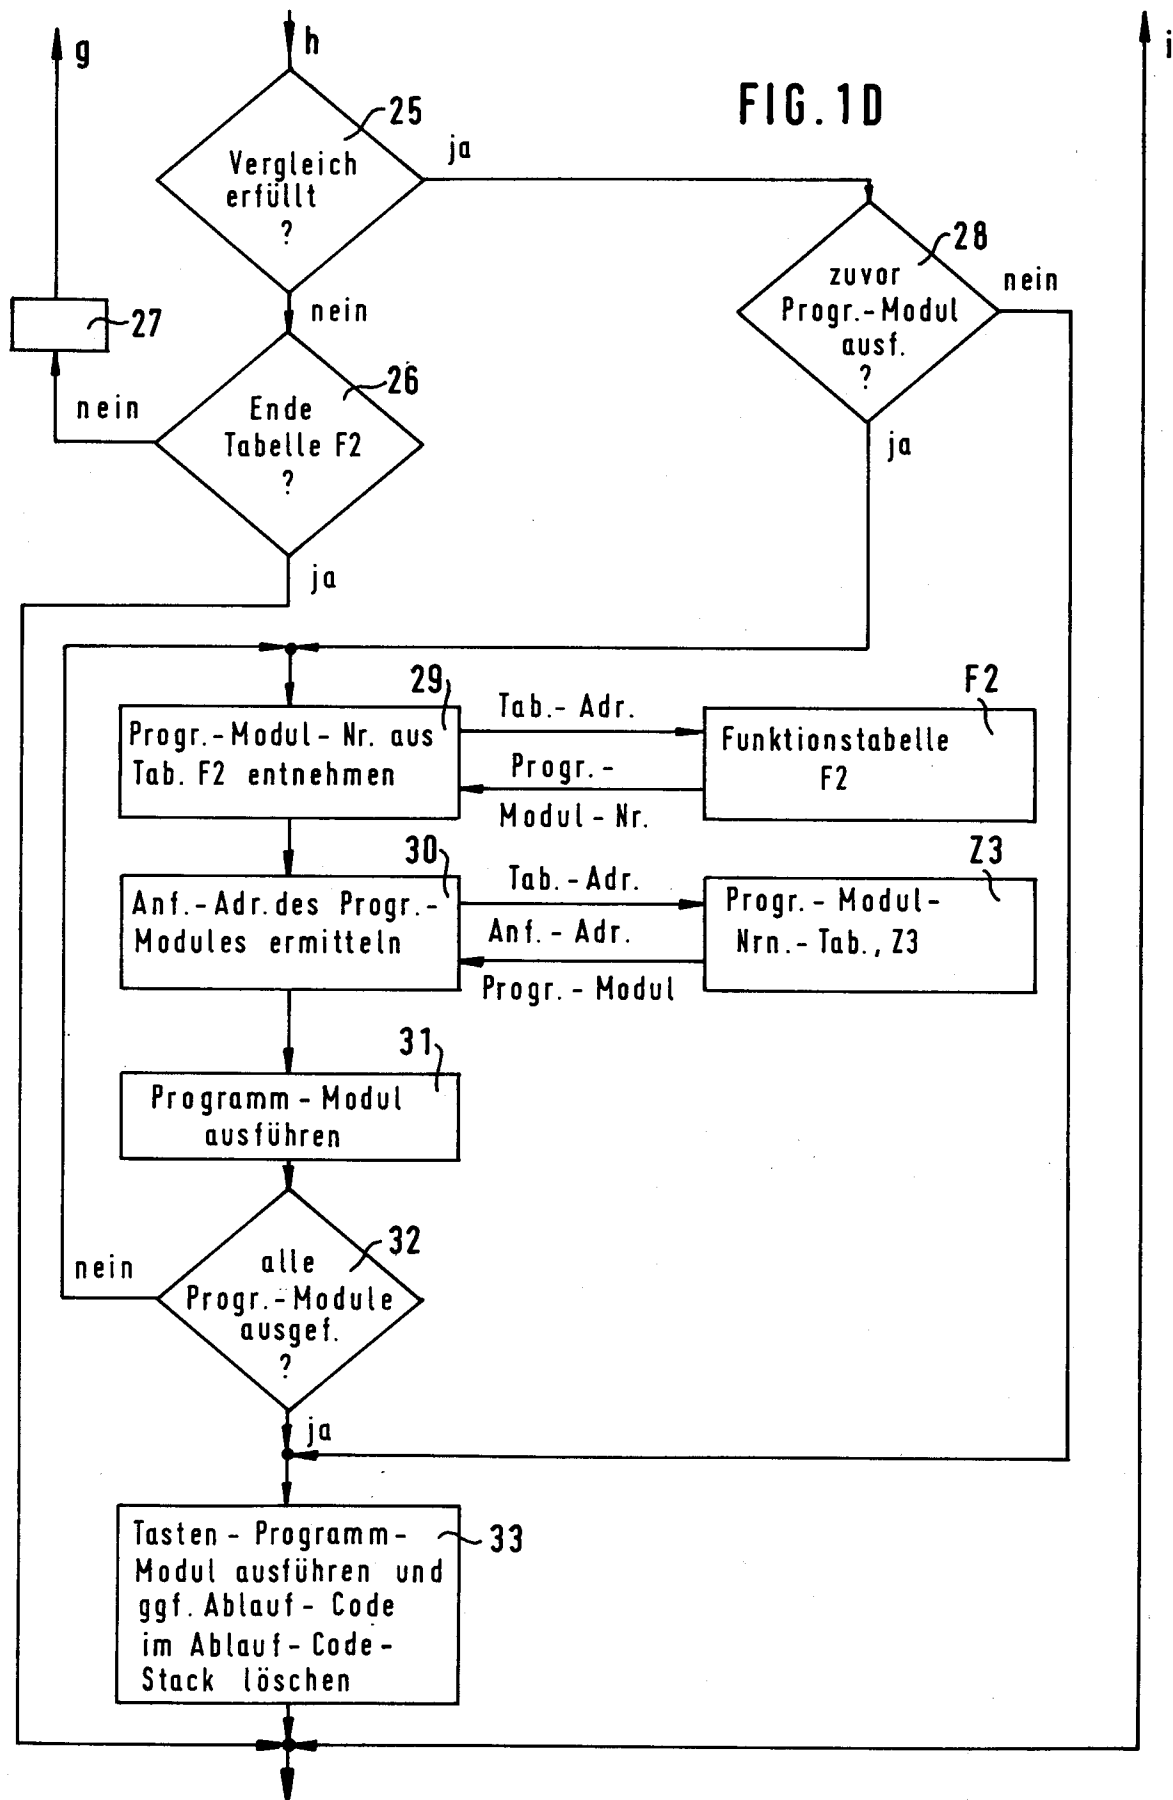 g
h
i
FIG. 1D
25
Vergleich
erfüllt
?
ja
nein
28
zuvor
Progr.-Modul
ausf.
?
nein
ja
27
26
Ende
Tabelle F2
?
nein
ja
29
Progr.-Modul-Nr. aus
Tab. F2 entnehmen
Tab.-Adr.
Progr.-
Modul-Nr.
F2
Funktionstabelle
F2
30
Anf.-Adr. des Progr.-
Modules ermitteln
Tab.-Adr.
Anf.-Adr.
Progr.-Modul
Z3
Progr.-Modul-
Nrn.-Tab., Z3
31
Programm-Modul
ausführen
32
alle
Progr.-Module
ausgef.
?
nein
ja
33
Tasten-Programm-
Modul ausführen und
ggf. Ablauf-Code
im Ablauf-Code-
Stack löschen